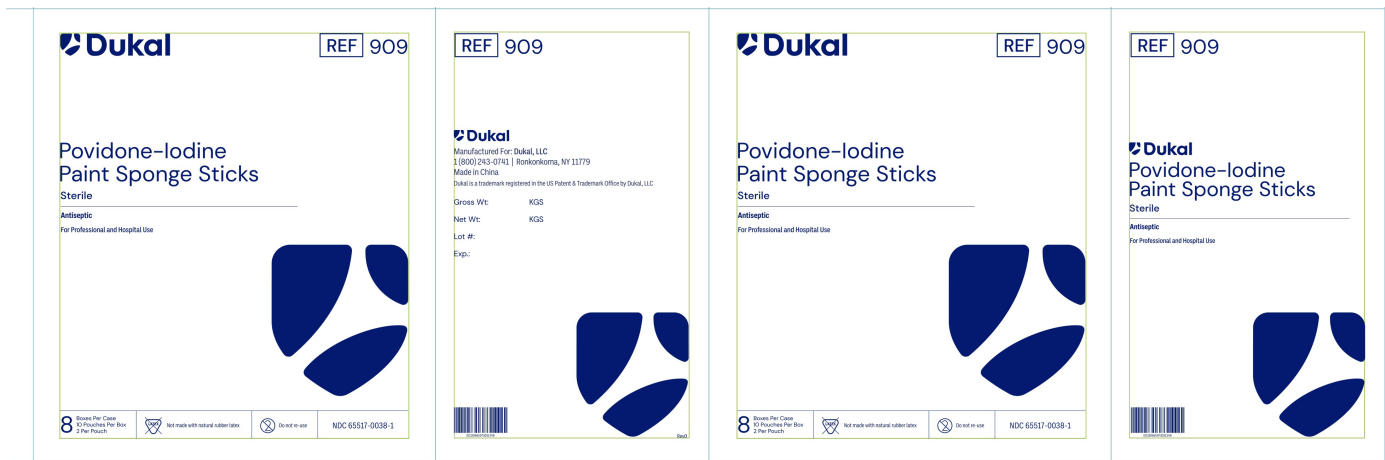 Dukal
REF 909
Povidone-Iodine
Paint Sponge Sticks
Sterile
Antiseptic
For Professional and Hospital Use
8 Boxes Per Case
10 Pouches Per Box
2 Per Pouch
Not made with natural rubber latex
Do not re-use
NDC 65517-0038-1
REF 909
Dukal
Manufactured For: Dukal, LLC
1 (800) 243-0741 | Ronkonkoma, NY 11779
Made in China
Dukal is a trademark registered in the US Patent & Trademark Office by Dukal, LLC
Gross Wt: KGS
Net Wt: KGS
Lot #:
Exp.:
Rev0
Dukal
REF 909
Povidone-Iodine
Paint Sponge Sticks
Sterile
Antiseptic
For Professional and Hospital Use
8 Boxes Per Case
10 Pouches Per Box
2 Per Pouch
Not made with natural rubber latex
Do not re-use
NDC 65517-0038-1
REF 909
Dukal
Povidone-Iodine
Paint Sponge Sticks
Sterile
Antiseptic
For Professional and Hospital Use